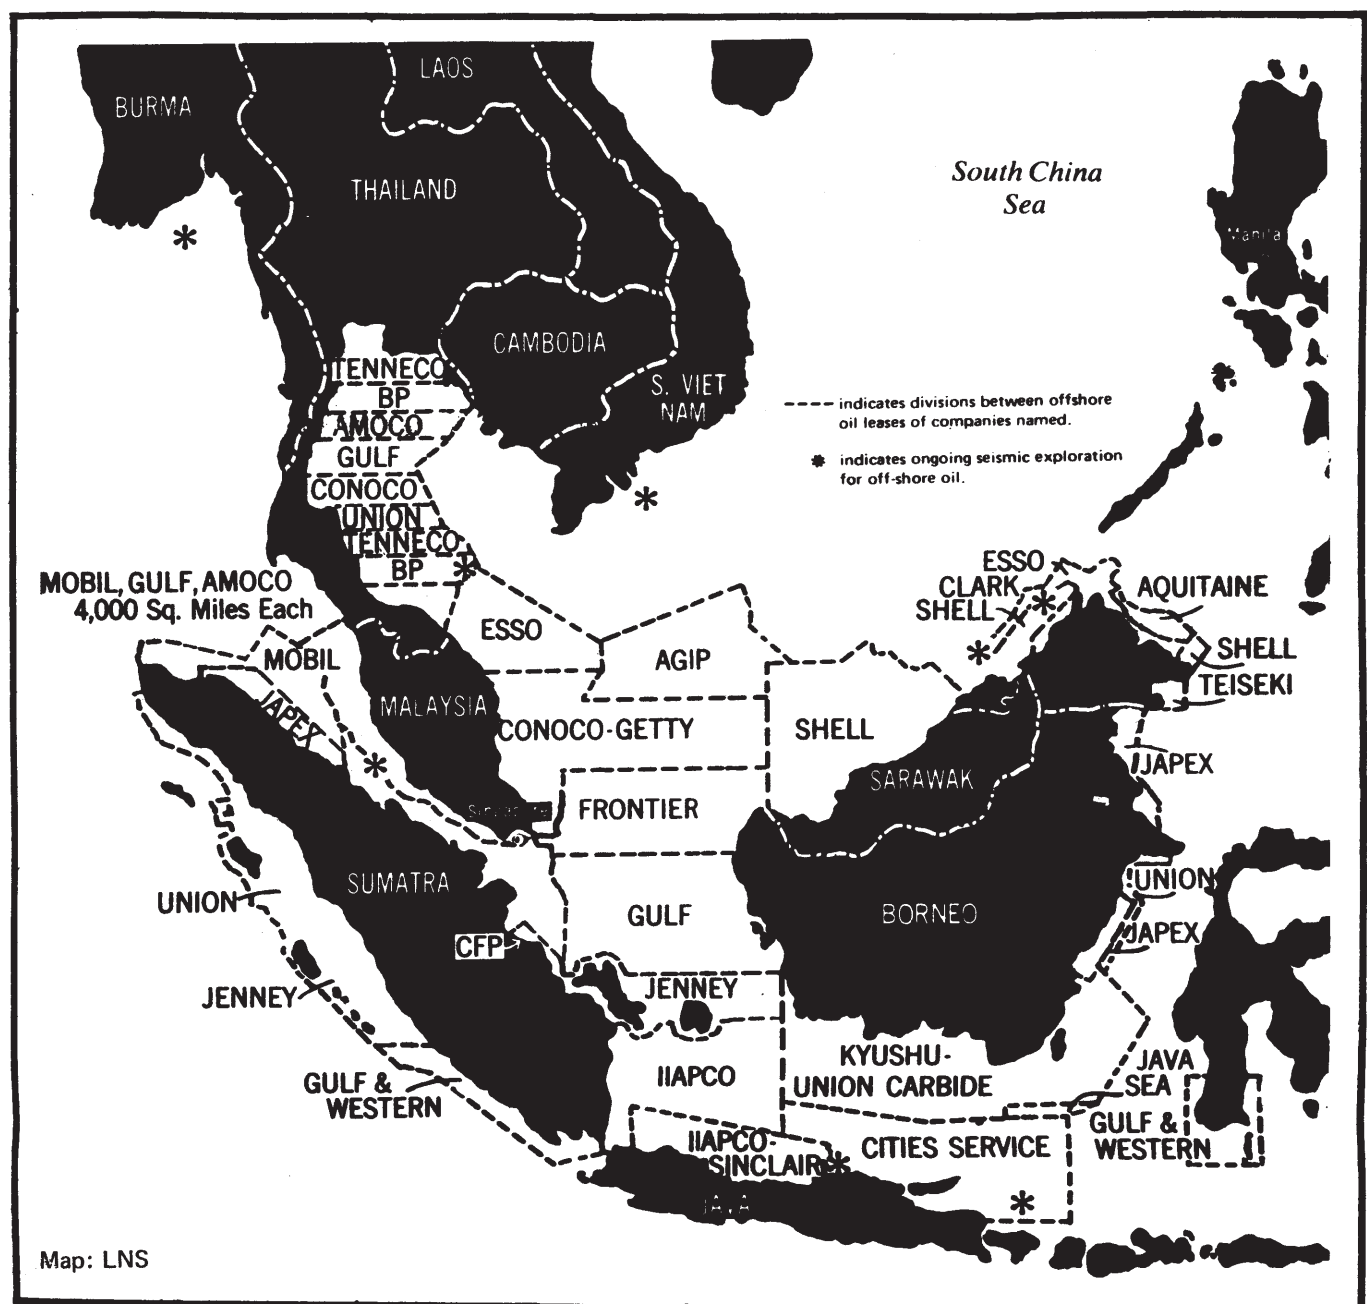 LAOS
BURMA
THAILAND
South China
Sea
Manila
CAMBODIA
S. VIET
NAM
TENNECO
BP
AMOCO
GULF
CONOCO
UNION
TENNECO
BP
indicates divisions between offshore
oil leases of companies named.
* indicates ongoing seismic exploration
for off-shore oil.
MOBIL, GULF, AMOCO
4,000 Sq. Miles Each
ESSO
CLARK
SHELL
AQUITAINE
SHELL
TEISEKI
MOBIL
ESSO
AGIP
JAPEX
MALAYSIA
CONOCO-GETTY
SHELL
JAPEX
SARAWAK
Singapore
FRONTIER
SUMATRA
UNION
GULF
BORNEO
UNION
CFP
JAPEX
JENNEY
JENNEY
KYUSHU-
UNION CARBIDE
JAVA
SEA
IIAPCO
GULF &
WESTERN
GULF &
WESTERN
IIAPCO-
SINCLAIR
CITIES SERVICE
JAVA
Map: LNS